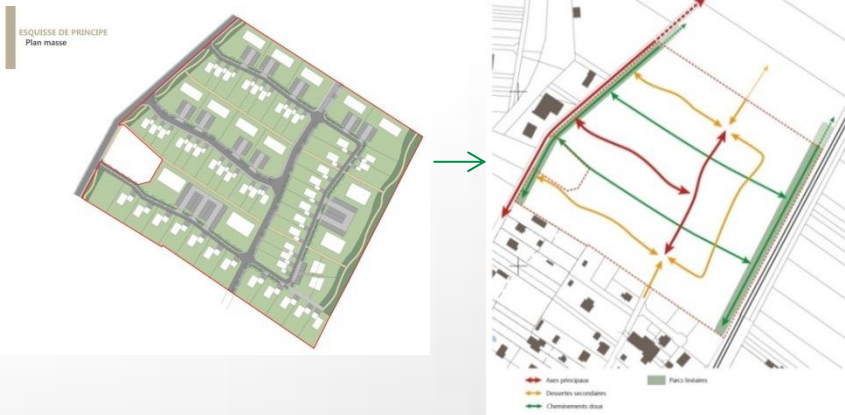 ESQUISSE DE PRINCIPE
Plan masse
Axes principaux
Dessertes secondaires
Cheminements doux
Parcs linéaires